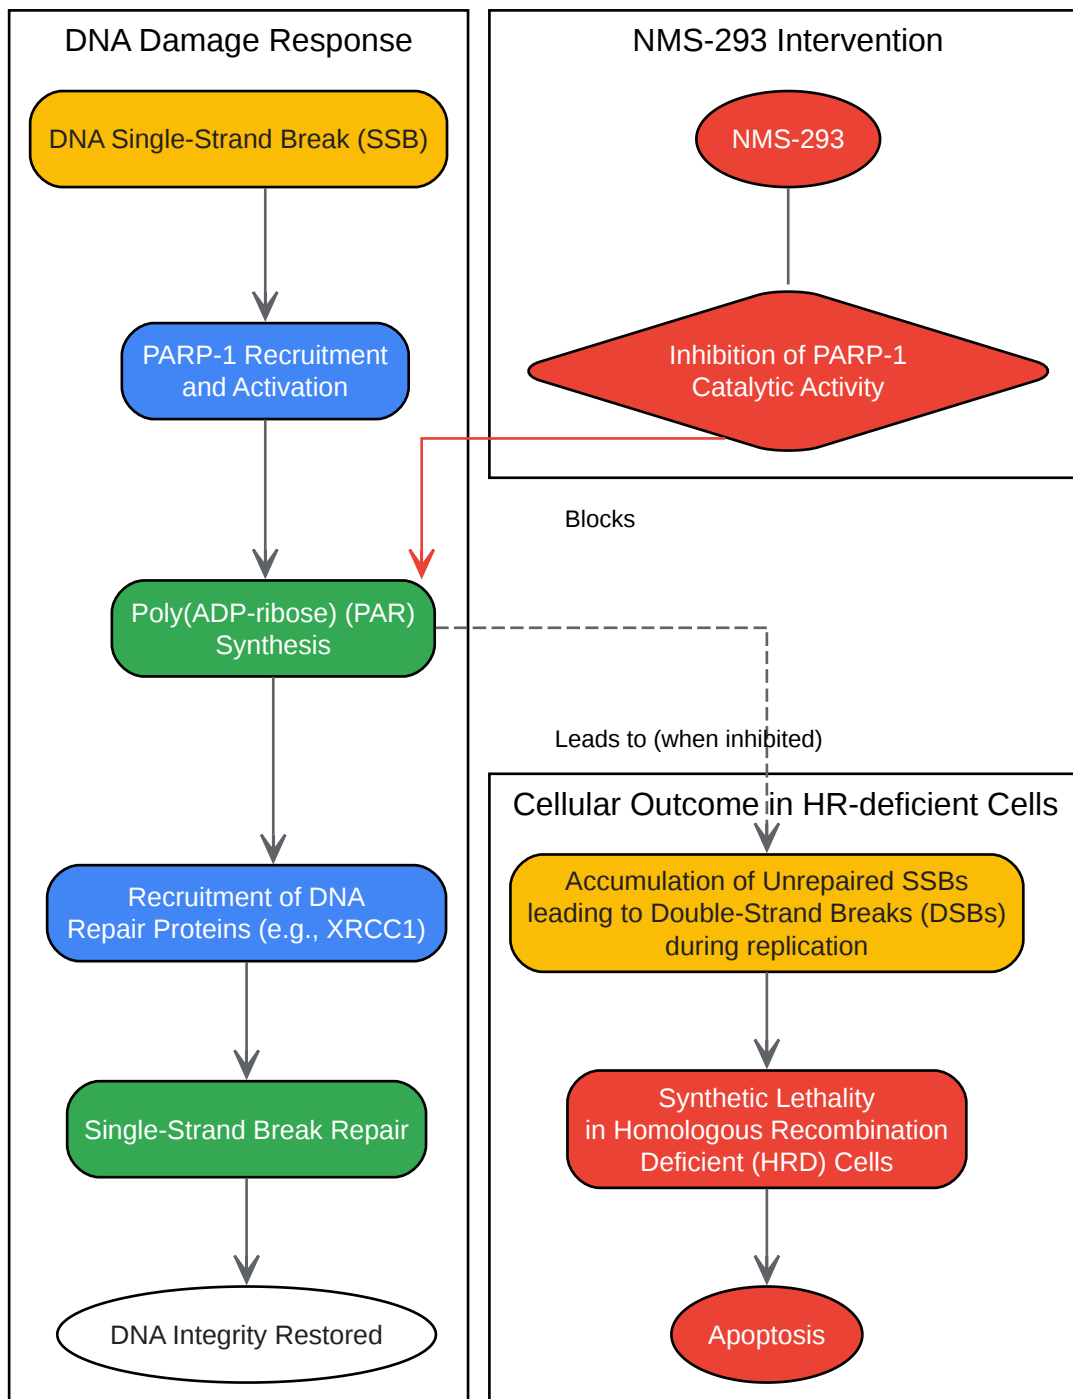 DNA Damage Response
DNA Single-Strand Break (SSB)
PARP-1 Recruitment
and Activation
Poly(ADP-ribose) (PAR)
Synthesis
Recruitment of DNA
Repair Proteins (e.g., XRCC1)
Single-Strand Break Repair
DNA Integrity Restored
NMS-293 Intervention
NMS-293
Inhibition of PARP-1
Catalytic Activity
Blocks
Leads to (when inhibited)
Cellular Outcome in HR-deficient Cells
Accumulation of Unrepaired SSBs
leading to Double-Strand Breaks (DSBs)
during replication
Synthetic Lethality
in Homologous Recombination
Deficient (HRD) Cells
Apoptosis